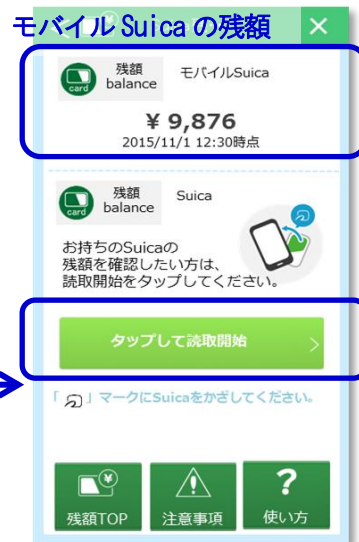 モバイル Suica の残額
×
card
残額
balance
モバイルSuica
¥ 9,876
2015/11/1 12:30時点
card
残額
balance
Suica
お持ちのSuicaの
残額を確認したい方は、
読取開始をタップしてください。
タップして読取開始
「 」マークにSuicaをかざしてください。
¥
残額TOP
注意事項
?
使い方